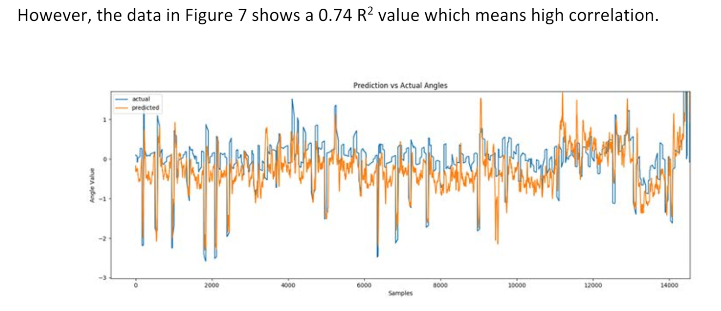 However, the data in Figure 7 shows a 0.74 R² value which means high correlation.
Prediction vs Actual Angles
actual
predicted
1
0
-1
-2
-3
Angle Value
0 2000 4000 6000 8000 10000 12000 14000
Samples